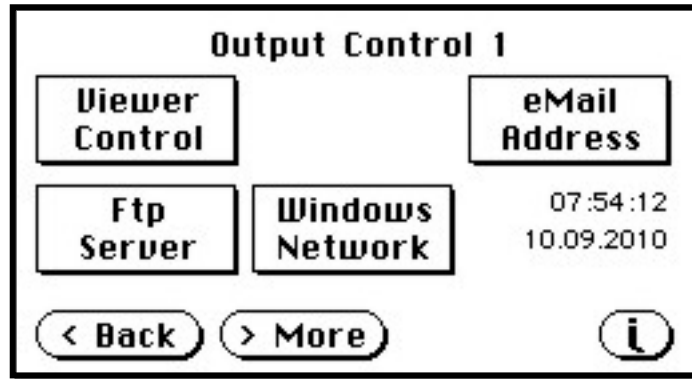 Output Control 1
Viewer
Control
eMail
Address
Ftp
Server
Windows
Network
07:54:12
10.09.2010
< Back
> More
i